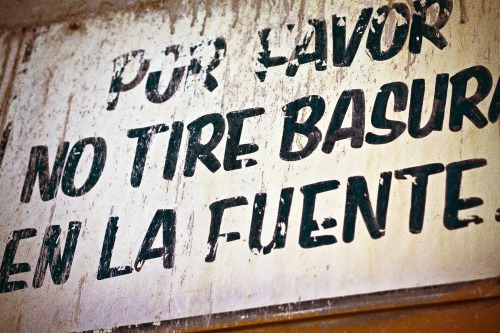 POR FAVOR
NO TIRE BASURA
EN LA FUENTE.